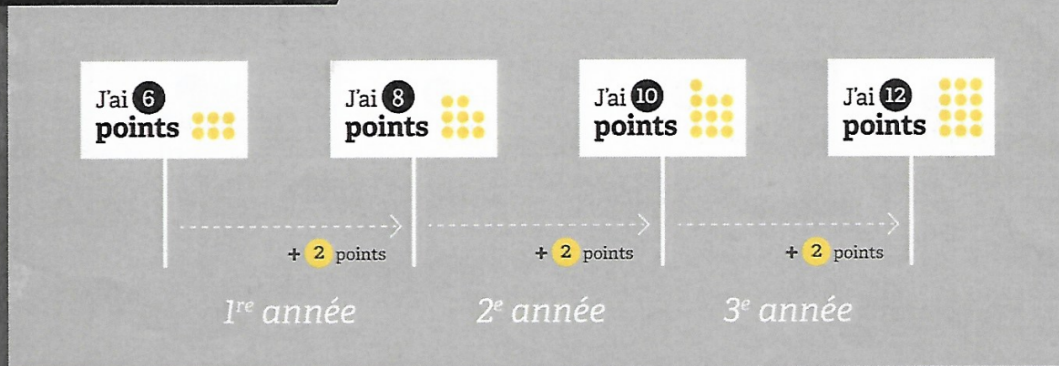 J'ai 6
points
J'ai 8
points
J'ai 10
points
J'ai 12
points
+ 2 points
+ 2 points
+ 2 points
1re année
2e année
3e année